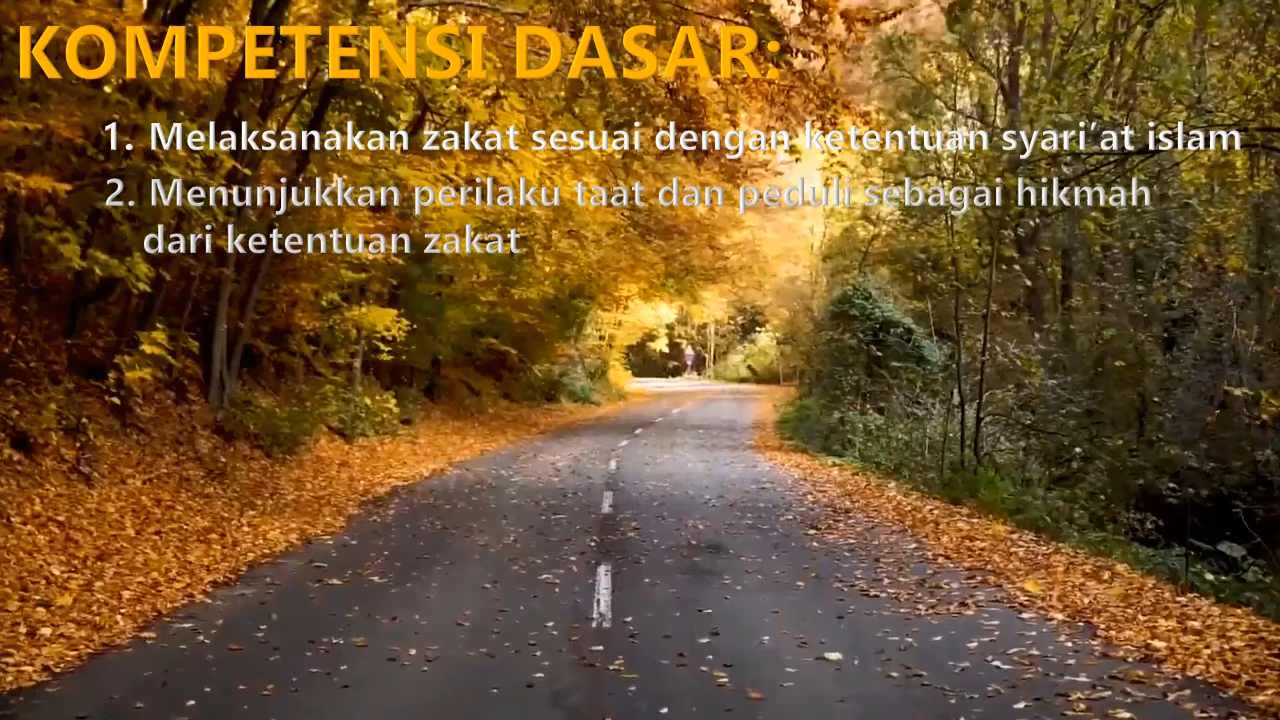 KOMPETENSI DASAR:
1. Melaksanakan zakat sesuai dengan ketentuan syari’at islam
2. Menunjukkan perilaku taat dan peduli sebagai hikmah
dari ketentuan zakat